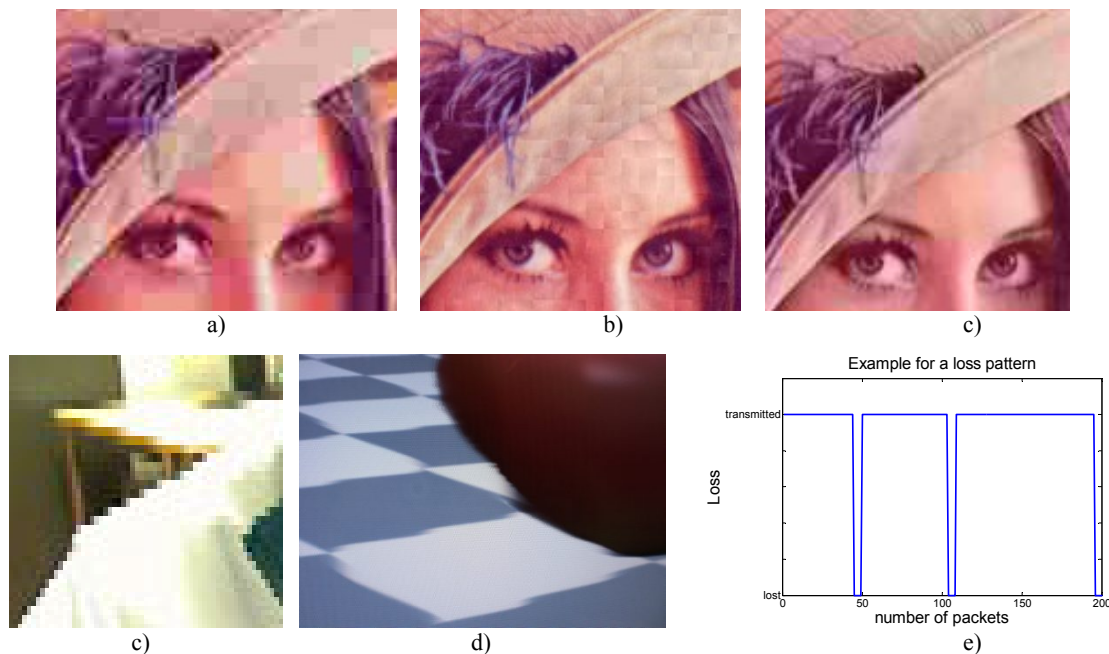 a)
b)
c)
c)
d)
Example for a loss pattern
transmitted
Loss
lost
0
50
100
150
200
number of packets
e)